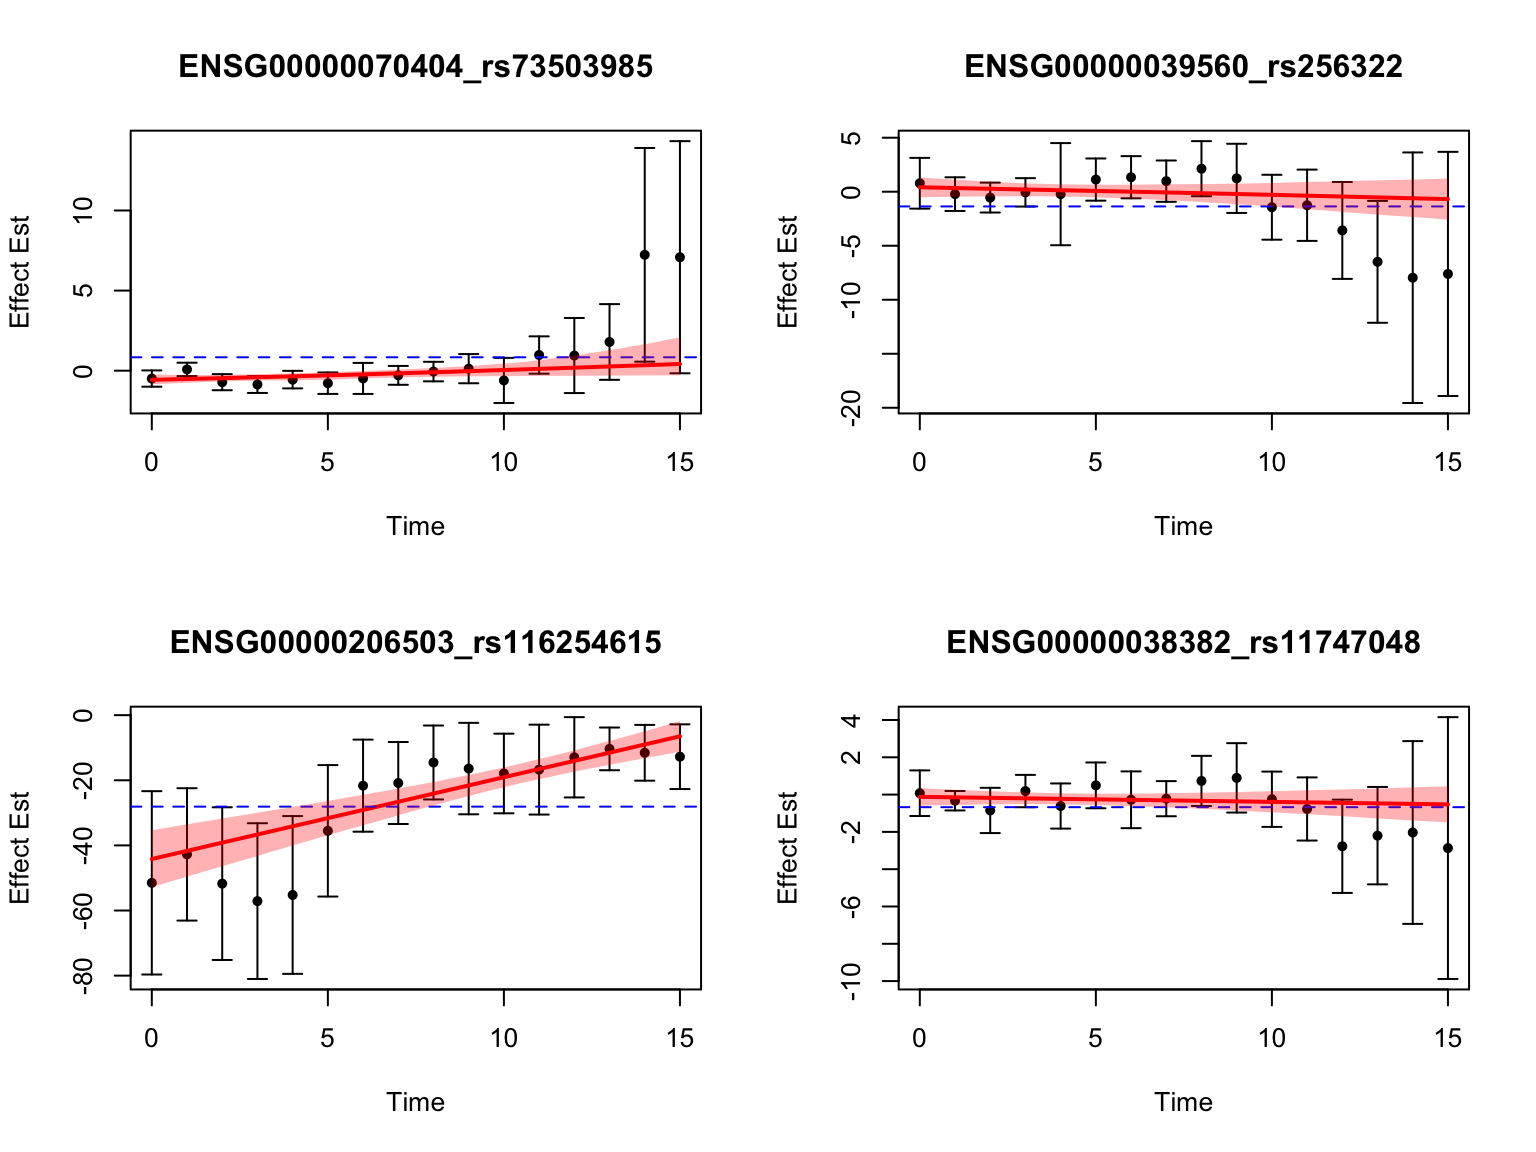 ENSG00000070404_rs73503985
Effect Est
10
5
0
0 5 10 15
Time
ENSG00000039560_rs256322
Effect Est
5
0
-5
-10
-20
0 5 10 15
Time
ENSG00000206503_rs116254615
Effect Est
0
-20
-40
-60
-80
0 5 10 15
Time
ENSG00000038382_rs11747048
Effect Est
4
2
-2
-6
-10
0 5 10 15
Time